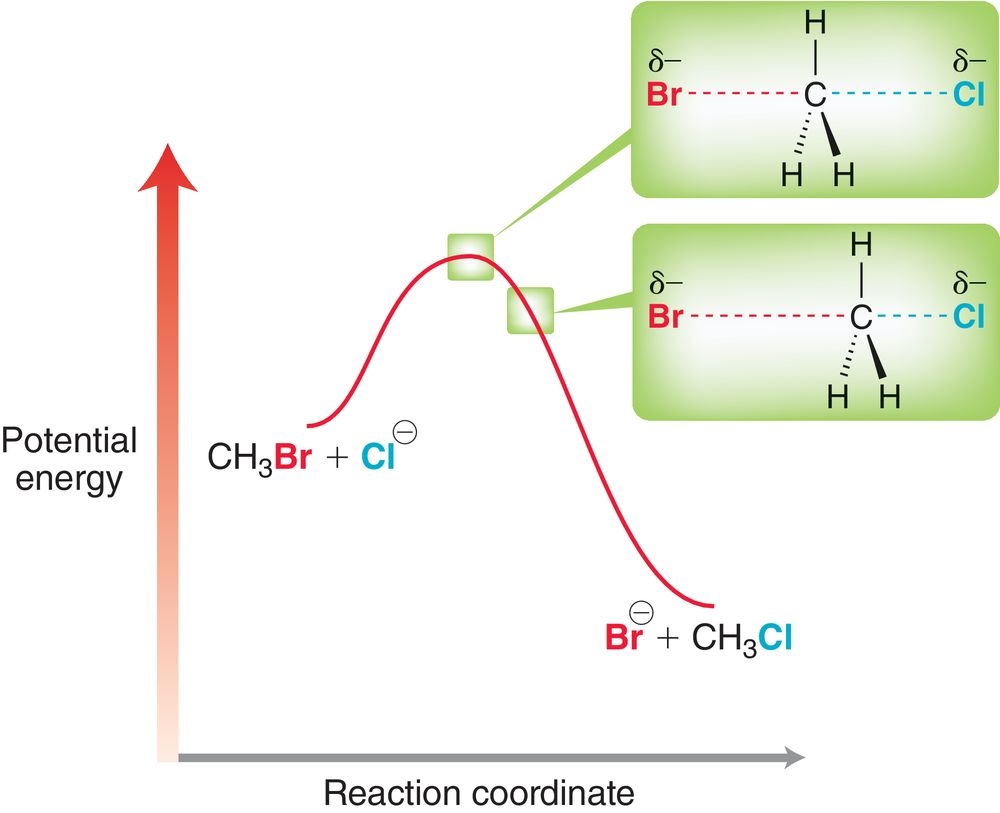 H
δ– δ–
Br C Cl
H H
H
δ– δ–
Br C Cl
H H
Potential
energy
CH₃Br + Cl⊖
Br⊖ + CH₃Cl
Reaction coordinate